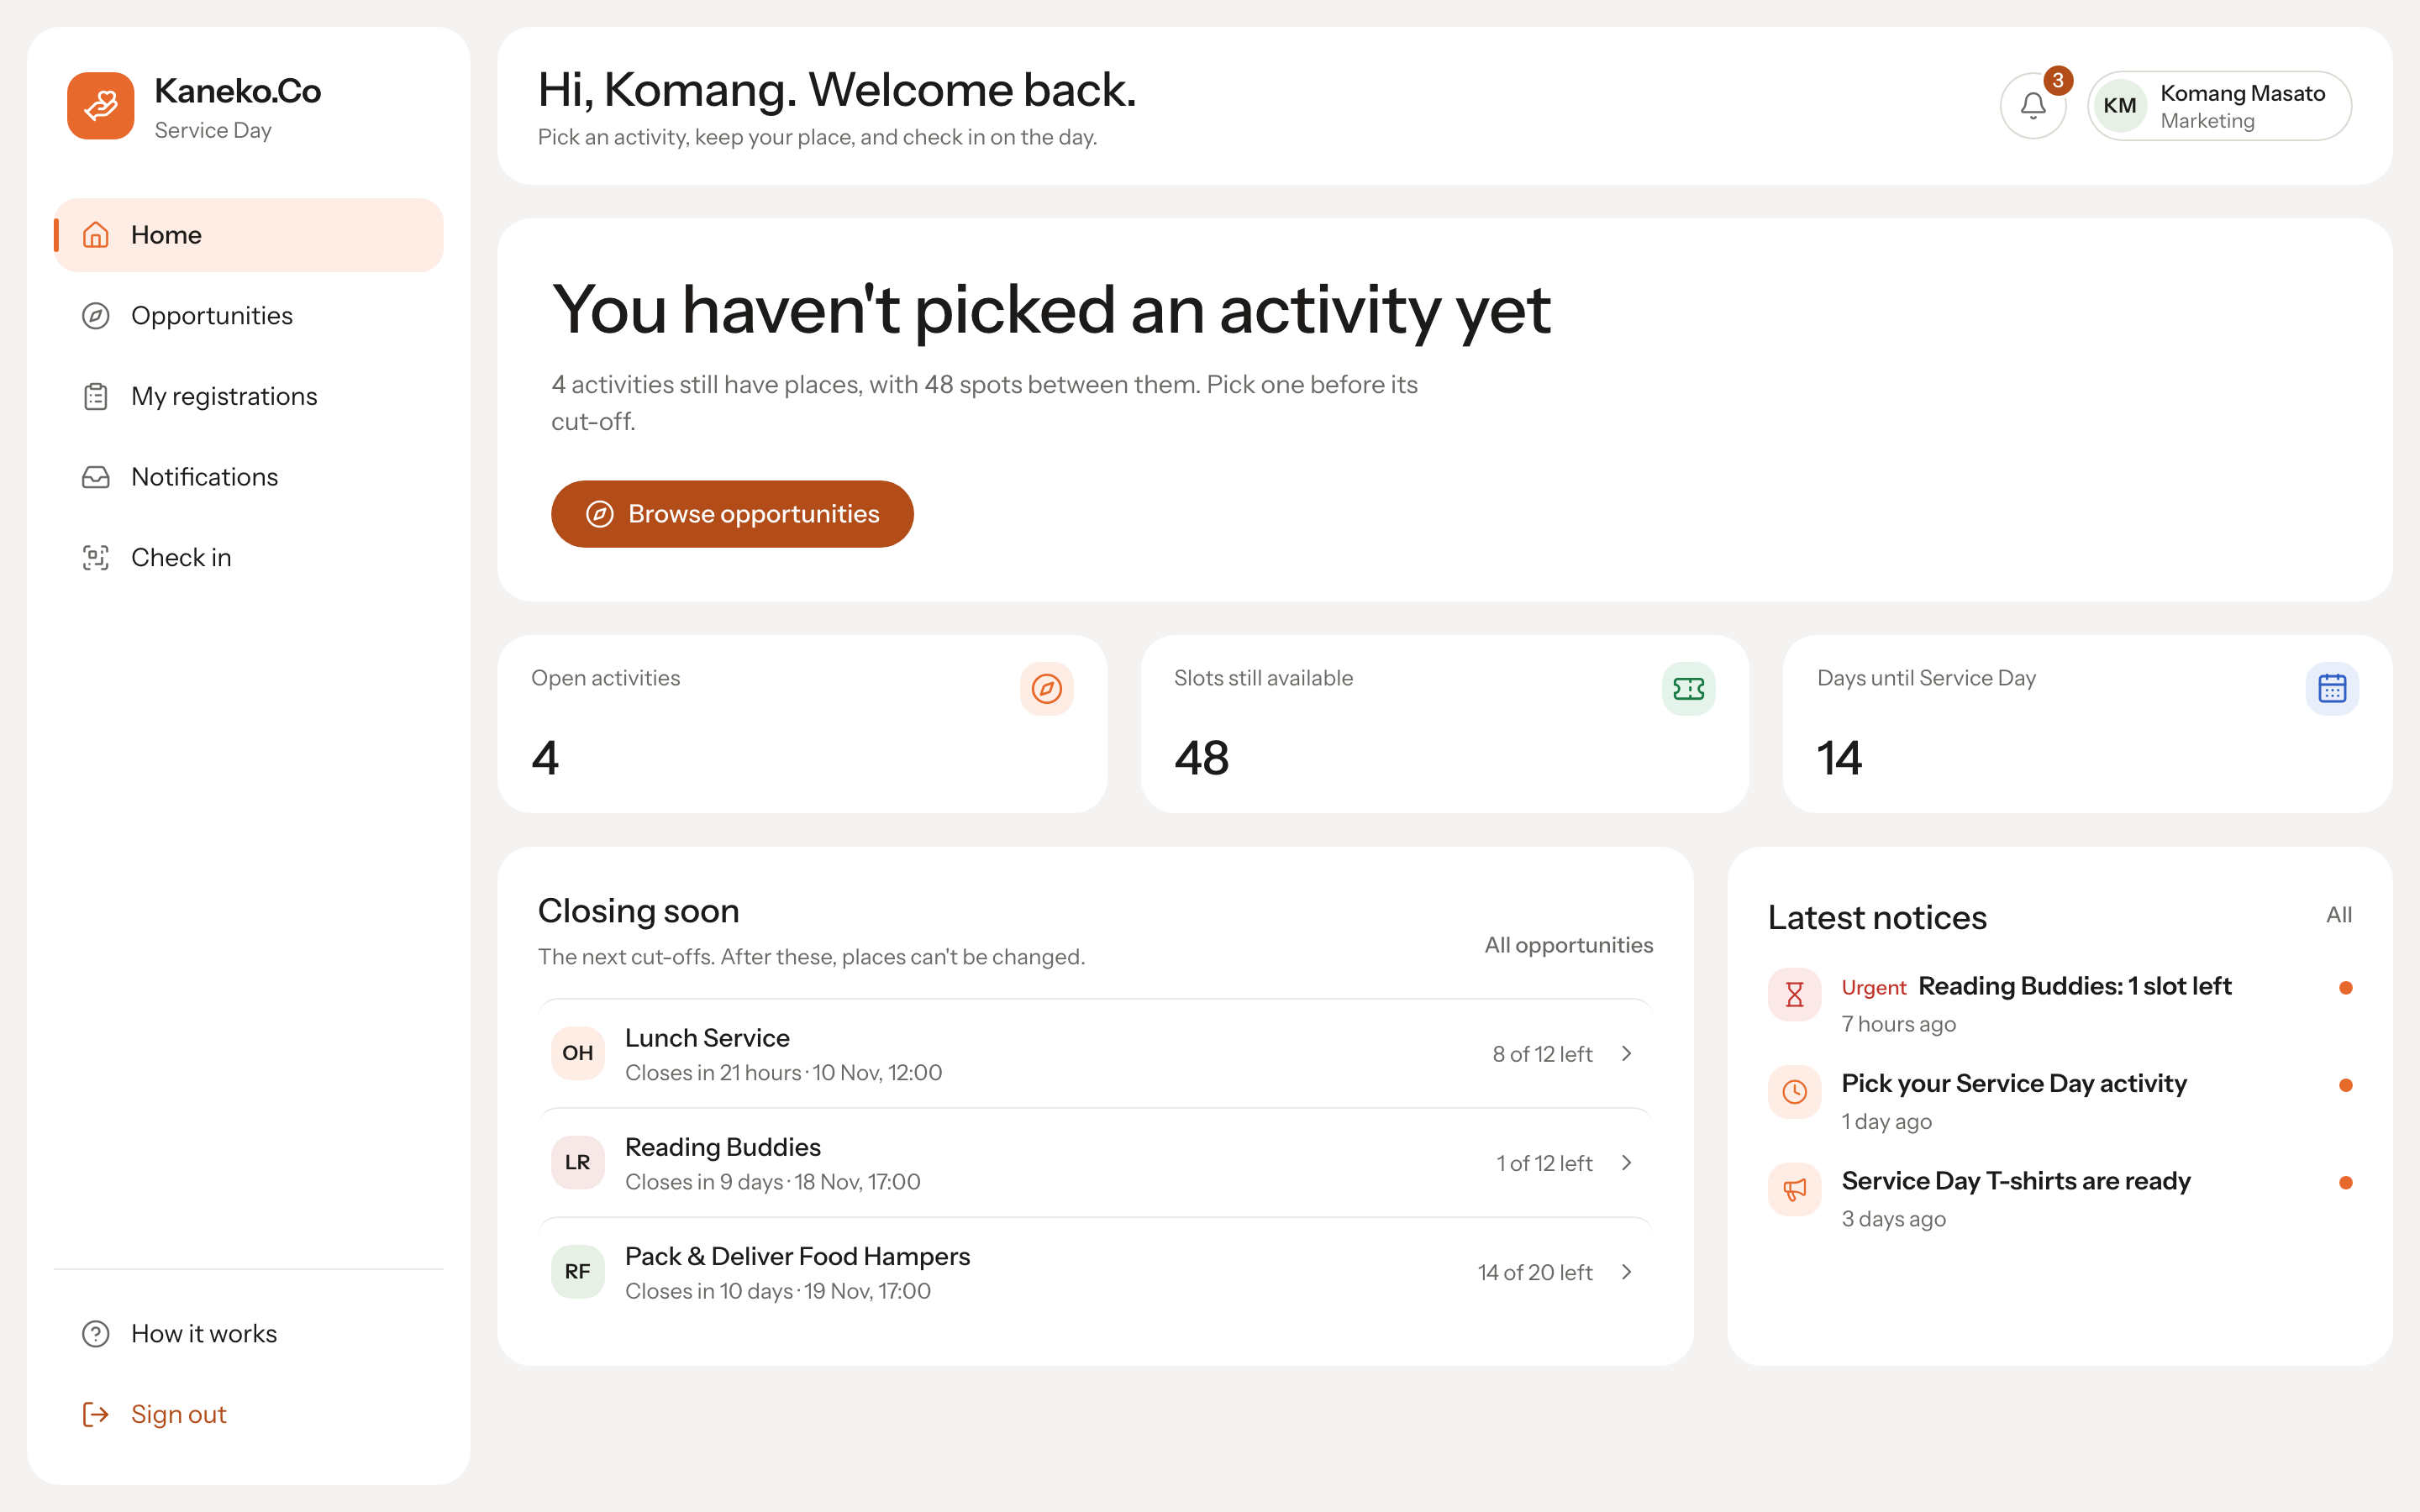 Kaneko.Co
Service Day
Home
Opportunities
My registrations
Notifications
Check in
How it works
Sign out
Hi, Komang. Welcome back.
Pick an activity, keep your place, and check in on the day.
3
KM
Komang Masato
Marketing
You haven't picked an activity yet
4 activities still have places, with 48 spots between them. Pick one before its
cut-off.
Browse opportunities
Open activities
4
Slots still available
48
Days until Service Day
14
Closing soon
The next cut-offs. After these, places can't be changed.
All opportunities
OH
Lunch Service
Closes in 21 hours · 10 Nov, 12:00
8 of 12 left
LR
Reading Buddies
Closes in 9 days · 18 Nov, 17:00
1 of 12 left
RF
Pack & Deliver Food Hampers
Closes in 10 days · 19 Nov, 17:00
14 of 20 left
Latest notices
All
Urgent Reading Buddies: 1 slot left
7 hours ago
Pick your Service Day activity
1 day ago
Service Day T-shirts are ready
3 days ago